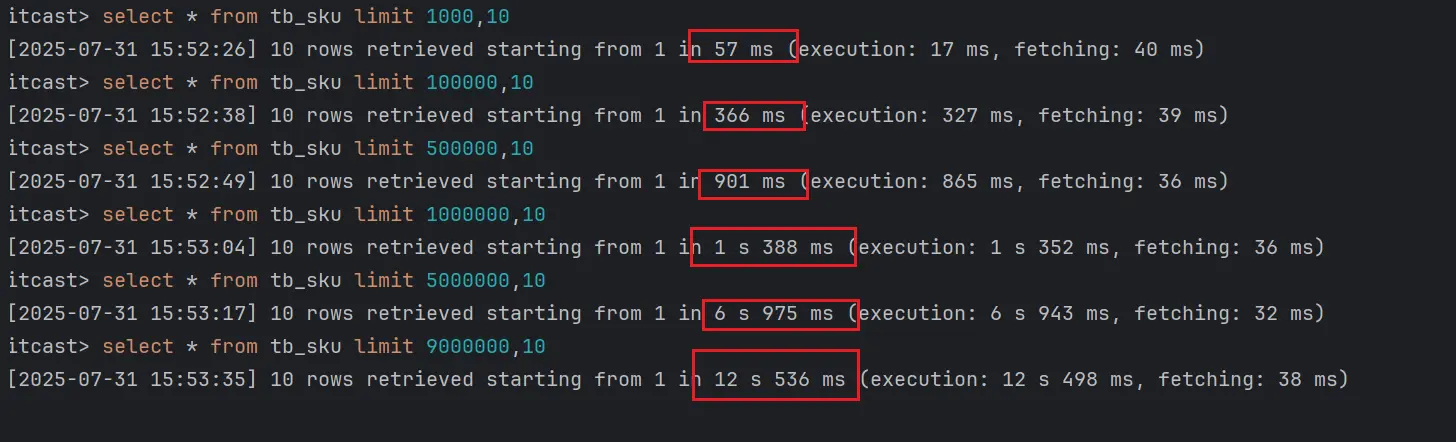 itcast> select * from tb_sku limit 1000,10
[2025-07-31 15:52:26] 10 rows retrieved starting from 1 in 57 ms (execution: 17 ms, fetching: 40 ms)
itcast> select * from tb_sku limit 100000,10
[2025-07-31 15:52:38] 10 rows retrieved starting from 1 in 366 ms (execution: 327 ms, fetching: 39 ms)
itcast> select * from tb_sku limit 500000,10
[2025-07-31 15:52:49] 10 rows retrieved starting from 1 in 901 ms (execution: 865 ms, fetching: 36 ms)
itcast> select * from tb_sku limit 1000000,10
[2025-07-31 15:53:04] 10 rows retrieved starting from 1 in 1 s 388 ms (execution: 1 s 352 ms, fetching: 36 ms)
itcast> select * from tb_sku limit 5000000,10
[2025-07-31 15:53:17] 10 rows retrieved starting from 1 in 6 s 975 ms (execution: 6 s 943 ms, fetching: 32 ms)
itcast> select * from tb_sku limit 9000000,10
[2025-07-31 15:53:35] 10 rows retrieved starting from 1 in 12 s 536 ms (execution: 12 s 498 ms, fetching: 38 ms)